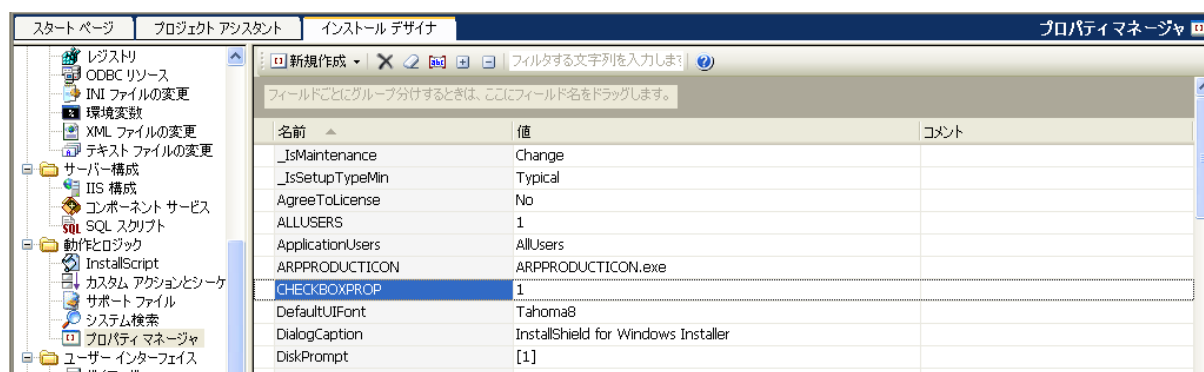 スタート ページ プロジェクト アシスタント インストール デザイナ プロパティ マネージャ
レジストリ
ODBC リソース
INI ファイルの変更
環境変数
XML ファイルの変更
テキスト ファイルの変更
サーバー構成
IIS 構成
コンポーネント サービス
SQL スクリプト
動作とロジック
InstallScript
カスタム アクションとシーケ
サポート ファイル
システム検索
プロパティ マネージャ
ユーザー インターフェイス
新規作成 フィルタする文字列を入力しま
フィールドごとにグループ分けするときは、ここにフィールド名をドラッグします。
名前 値 コメント
_IsMaintenance Change
_IsSetupTypeMin Typical
AgreeToLicense No
ALLUSERS 1
ApplicationUsers AllUsers
ARPPRODUCTICON ARPPRODUCTICON.exe
CHECKBOXPROP 1
DefaultUIFont Tahoma8
DialogCaption InstallShield for Windows Installer
DiskPrompt [1]